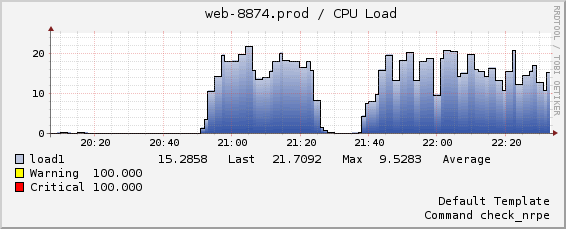 web-8874.prod / CPU Load
RRDTOOL / TOBI OETIKER
20
10
0
20:20 20:40 21:00 21:20 21:40 22:00 22:20
load1 15.2858 Last 21.7092 Max 9.5283 Average
Warning 100.000
Critical 100.000
Default Template
Command check_nrpe